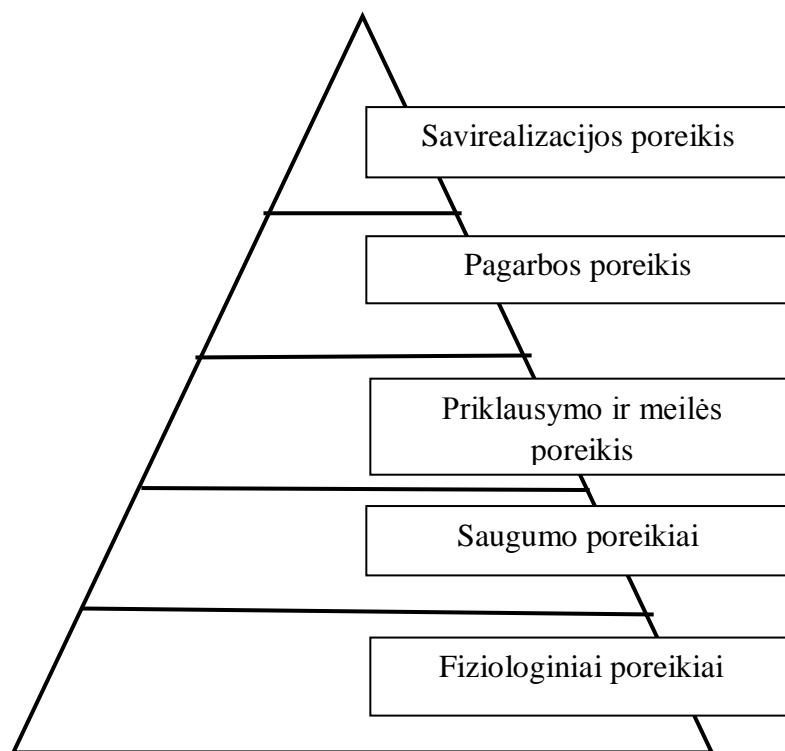 Savirealizacijos poreikis
Pagarbos poreikis
Priklausymo ir meilės
poreikis
Saugumo poreikiai
Fiziologiniai poreikiai